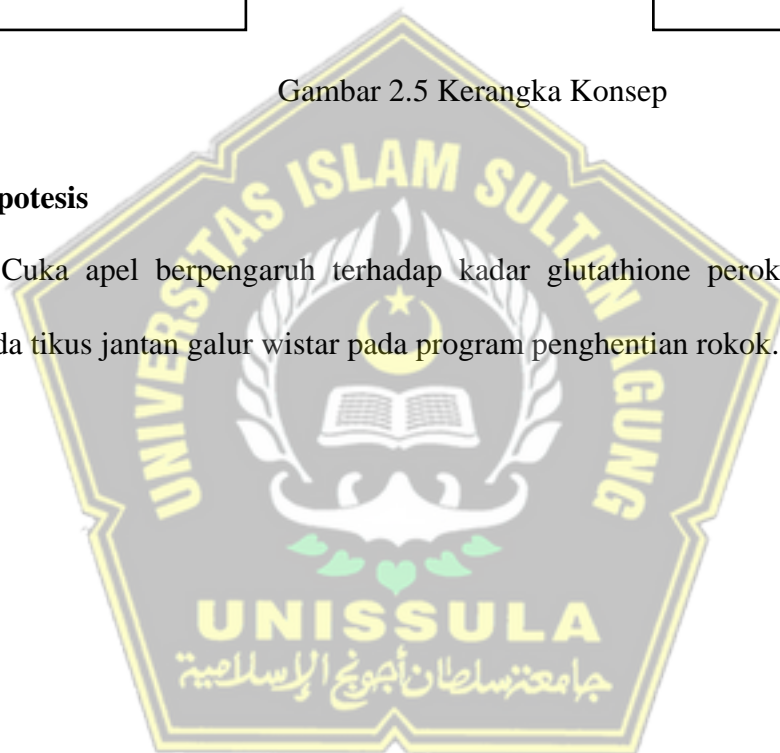 Gambar 2.5 Kerangka Konsep
potesis
Cuka apel berpengaruh terhadap kadar glutathione perok
da tikus jantan galur wistar pada program penghentian rokok.
UNIVERSITAS ISLAM SULTAN AGUNG
UNISSULA
جامعة سلطان أجونج الإسلامية